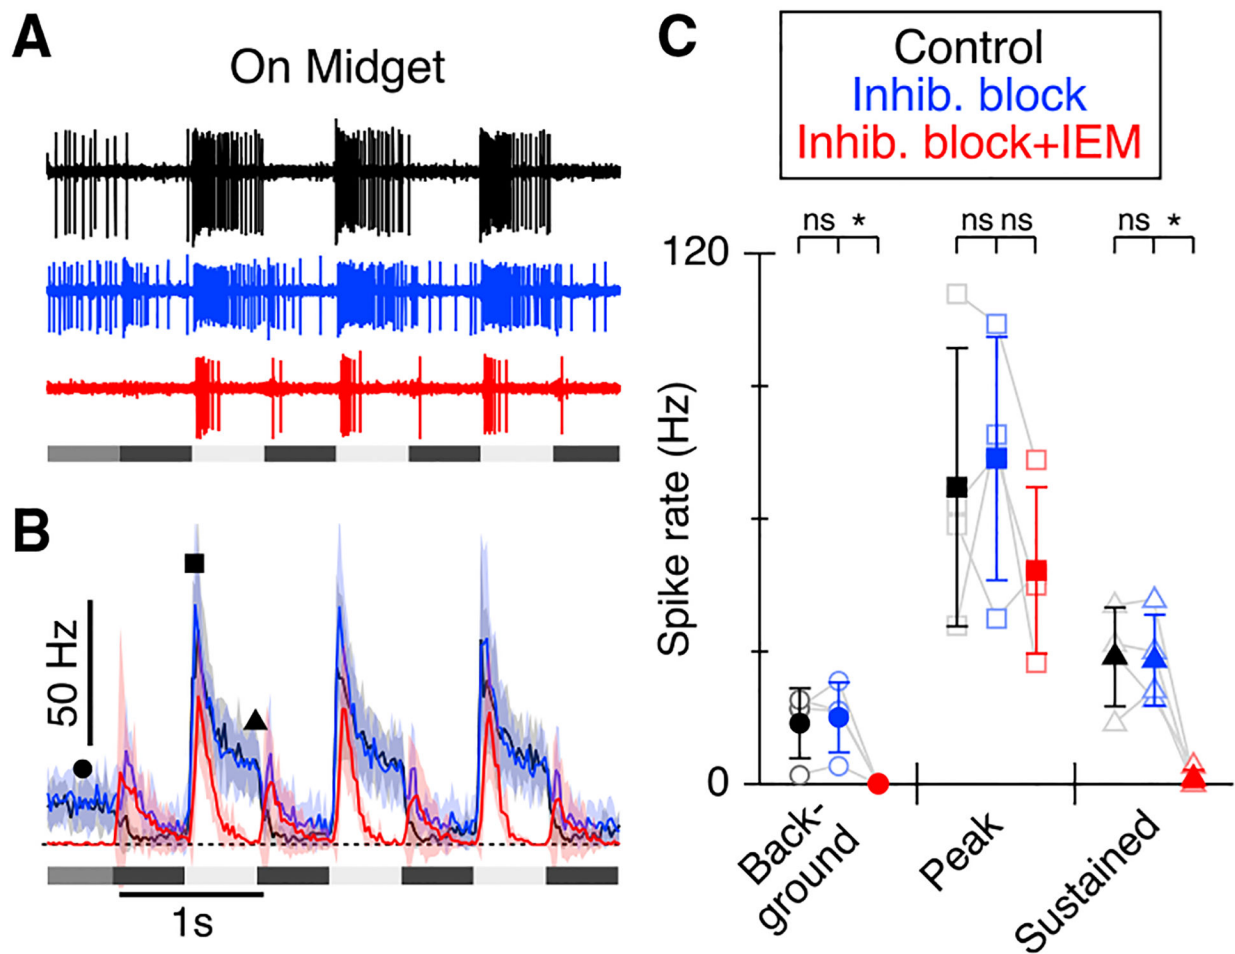 A
On Midget
B
50 Hz
1s
C
Control
Inhib. block
Inhib. block+IEM
ns * ns ns ns *
120
0
Spike rate (Hz)
Back-
ground
Peak
Sustained